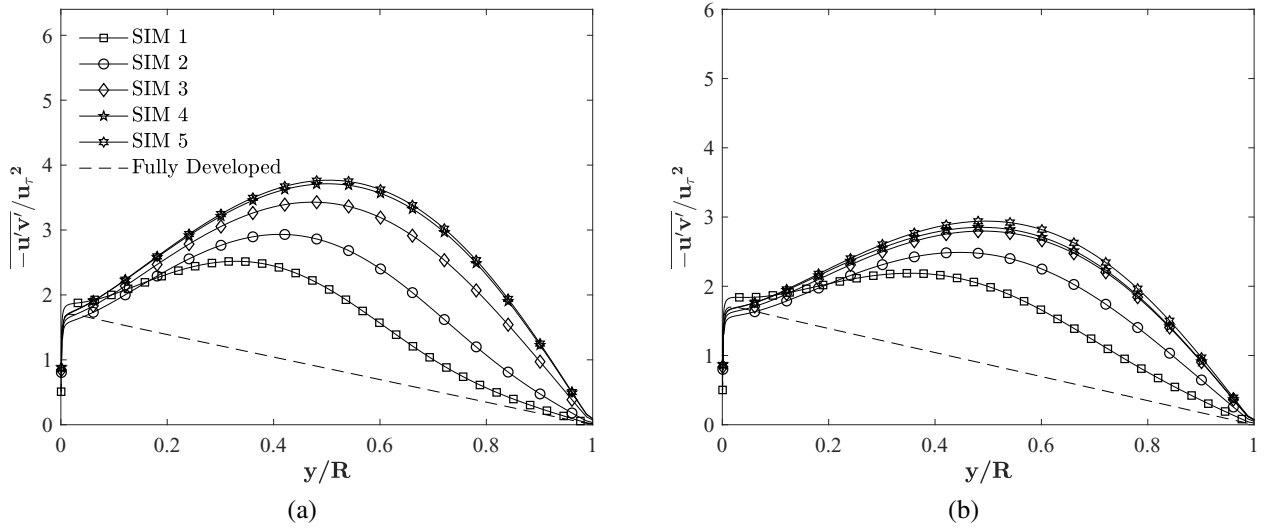 6
5
4
3
2
1
0
-u'v'/uτ²
SIM 1
SIM 2
SIM 3
SIM 4
SIM 5
Fully Developed
0 0.2 0.4 0.6 0.8 1
y/R
(a)
6
5
4
3
2
1
0
-u'v'/uτ²
0 0.2 0.4 0.6 0.8 1
y/R
(b)